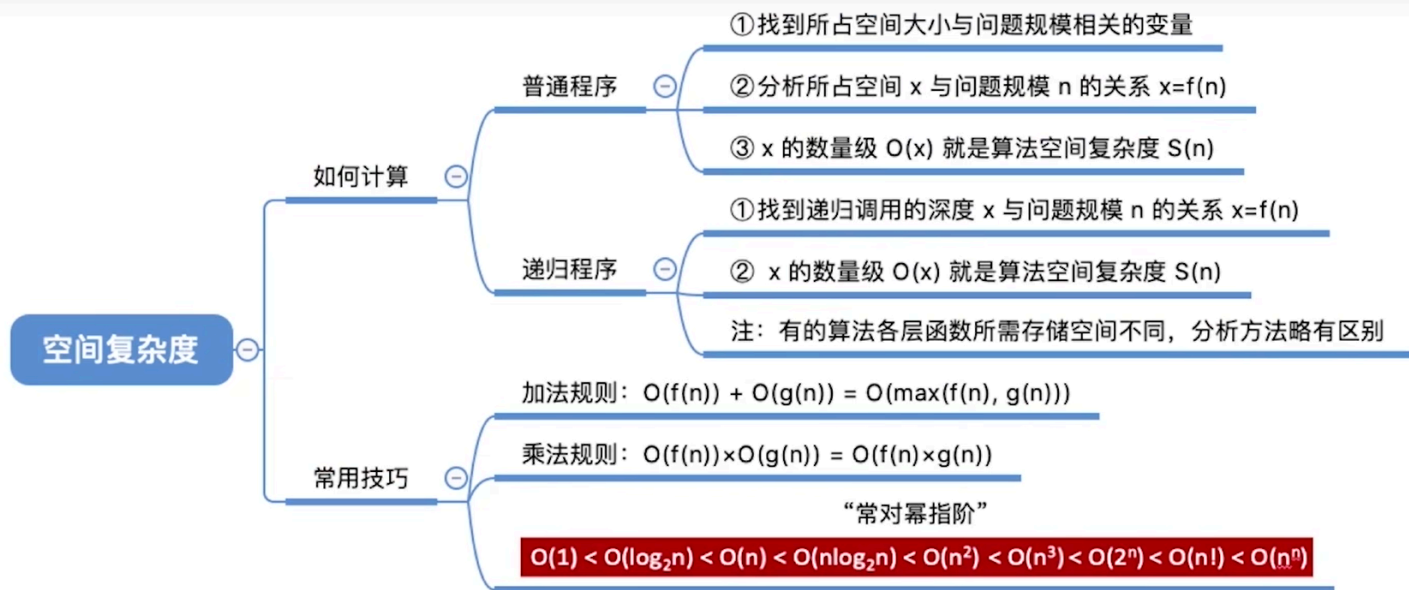 空间复杂度
如何计算
普通程序
①找到所占空间大小与问题规模相关的变量
②分析所占空间 x 与问题规模 n 的关系 x=f(n)
③ x 的数量级 O(x) 就是算法空间复杂度 S(n)
递归程序
①找到递归调用的深度 x 与问题规模 n 的关系 x=f(n)
② x 的数量级 O(x) 就是算法空间复杂度 S(n)
注：有的算法各层函数所需存储空间不同，分析方法略有区别
常用技巧
加法规则：O(f(n)) + O(g(n)) = O(max(f(n), g(n)))
乘法规则：O(f(n))×O(g(n)) = O(f(n)×g(n))
“常对幂指阶”
O(1) < O(log₂n) < O(n) < O(nlog₂n) < O(n²) < O(n³) < O(2ⁿ) < O(n!) < O(nⁿ)